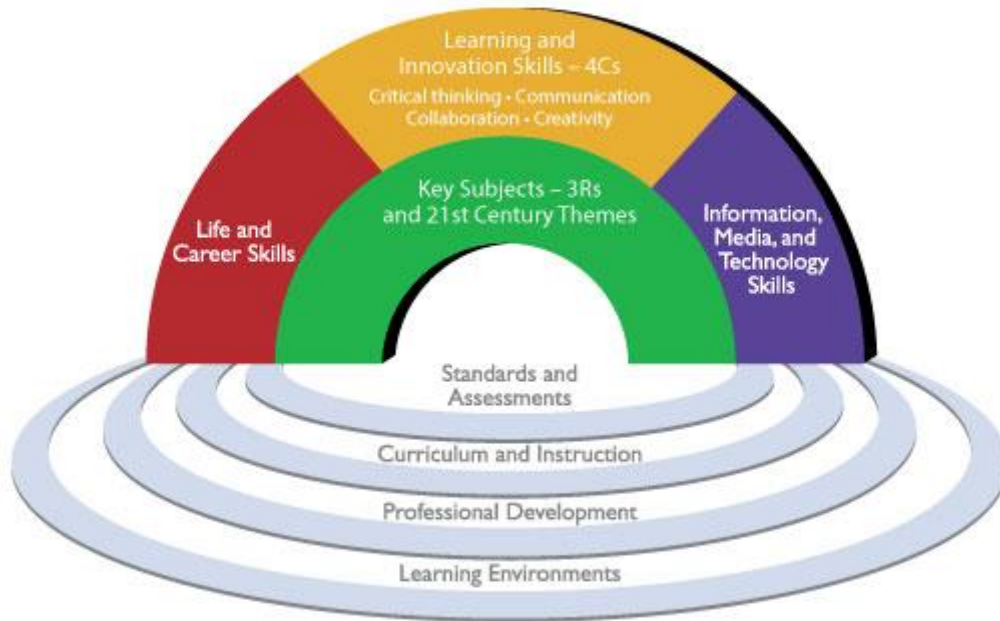 Learning and
Innovation Skills – 4Cs
Critical thinking • Communication
Collaboration • Creativity
Key Subjects – 3Rs
and 21st Century Themes
Life and
Career Skills
Information,
Media, and
Technology
Skills
Standards and
Assessments
Curriculum and Instruction
Professional Development
Learning Environments